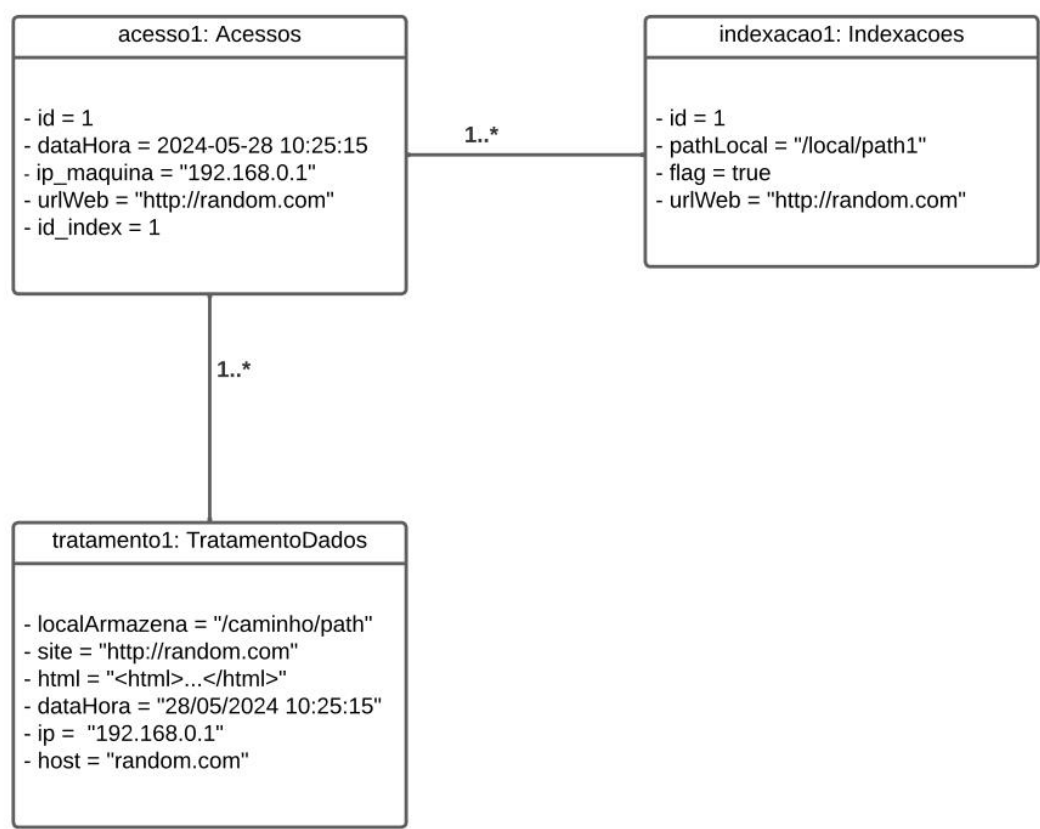 acesso1: Acessos
- id = 1
- dataHora = 2024-05-28 10:25:15
- ip_maquina = "192.168.0.1"
- urlWeb = "http://random.com"
- id_index = 1
1..*
indexacao1: Indexacoes
- id = 1
- pathLocal = "/local/path1"
- flag = true
- urlWeb = "http://random.com"
1..*
tratamento1: TratamentoDados
- localArmazena = "/caminho/path"
- site = "http://random.com"
- html = "<html>...</html>"
- dataHora = "28/05/2024 10:25:15"
- ip =  "192.168.0.1"
- host = "random.com"